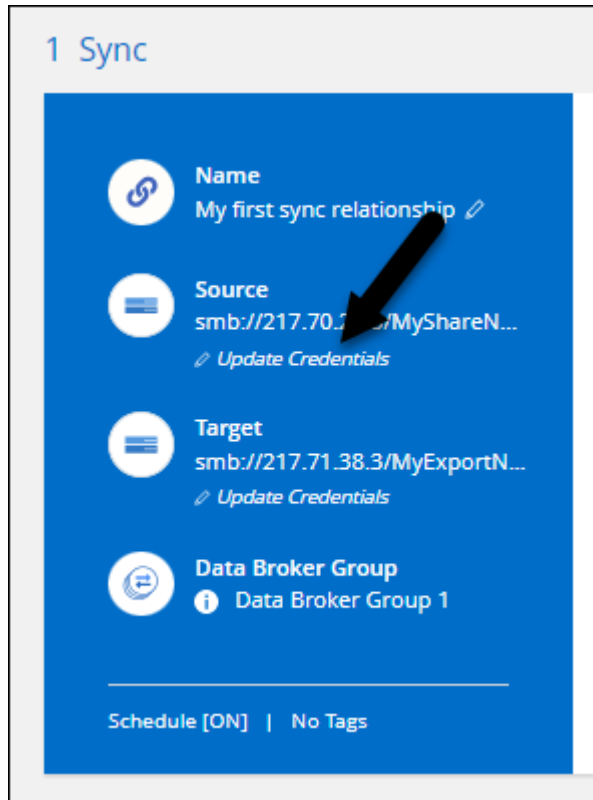 1 Sync
Name
My first sync relationship
Source
smb://217.70.
/MyShareN...
Update Credentials
Target
smb://217.71.38.3/MyExportN...
Update Credentials
Data Broker Group
Data Broker Group 1
Schedule [ON] | No Tags